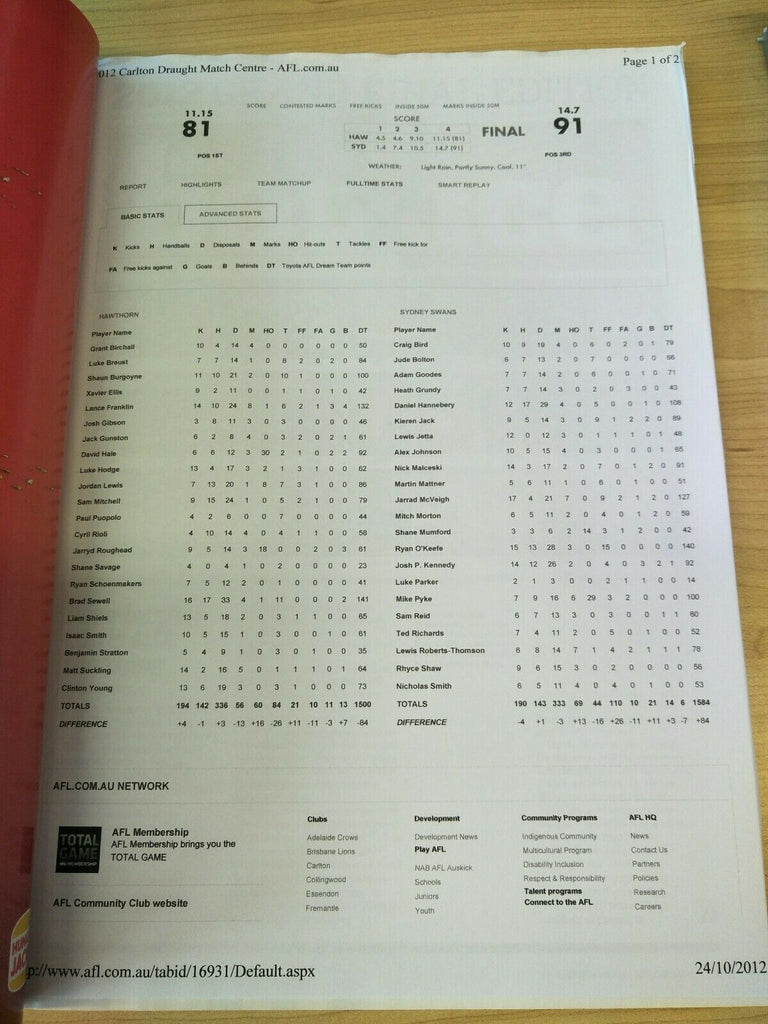 012 Carlton Draught Match Centre - AFL.com.au
Page 1 of 2
SCORE CONTESTED MARKS FREE KICKS INSIDE 50M MARKS INSIDE 50M
11.15
81
POS 1ST
SCORE
1 2 3 4
HAW 4.5 4.6 9.10 11.15 (81)
SYD 1.4 7.4 10.5 14.7 (91)
FINAL
14.7
91
POS 3RD
WEATHER: Light Rain. Partly Sunny. Cool. 11°
REPORT HIGHLIGHTS TEAM MATCHUP FULLTIME STATS SMART REPLAY
BASIC STATS ADVANCED STATS
K Kicks H Handballs D Disposals M Marks HO Hit-outs T Tackles FF Free kick for
FA Free kicks against G Goals B Behinds DT Toyota AFL Dream Team points
HAWTHORN
Player Name K H D M HO T FF FA G B DT
Grant Birchall 10 4 14 4 0 0 0 0 0 0 50
Luke Breust 7 7 14 1 0 8 2 0 2 0 84
Shaun Burgoyne 11 10 21 2 0 10 1 0 0 0 100
Xavier Ellis 9 2 11 0 0 1 1 0 1 0 42
Lance Franklin 14 10 24 8 1 6 2 1 3 4 132
Josh Gibson 3 8 11 3 0 3 0 0 0 0 46
Jack Gunston 6 2 8 4 0 3 2 0 2 1 61
David Hale 6 6 12 3 30 2 1 0 2 2 92
Luke Hodge 13 4 17 3 2 1 3 1 0 0 62
Jordan Lewis 7 13 20 1 8 7 3 1 0 0 86
Sam Mitchell 9 15 24 1 0 5 2 1 0 0 79
Paul Puopolo 4 2 6 0 0 7 0 0 0 0 44
Cyril Rioli 4 10 14 4 0 4 1 1 0 0 58
Jarryd Roughead 9 5 14 3 18 0 0 2 0 3 61
Shane Savage 4 0 4 1 0 2 0 0 0 0 23
Ryan Schoenmakers 7 5 12 2 0 1 0 0 0 0 41
Brad Sewell 16 17 33 4 1 11 0 0 0 2 141
Liam Shiels 13 5 18 2 0 3 1 1 0 0 65
Isaac Smith 10 5 15 1 0 3 0 0 1 0 61
Benjamin Stratton 5 4 9 1 0 3 0 1 0 0 35
Matt Suckling 14 2 16 5 0 1 1 1 0 1 64
Clinton Young 13 6 19 3 0 3 1 0 0 0 73
TOTALS 194 142 336 56 60 84 21 10 11 13 1500
DIFFERENCE +4 -1 +3 -13 +16 -26 +11 -11 -3 +7 -84
SYDNEY SWANS
Player Name K H D M HO T FF FA G B DT
Craig Bird 10 9 19 4 0 6 0 2 0 1 79
Jude Bolton 6 7 13 2 0 7 0 0 0 0 66
Adam Goodes 7 7 14 2 0 6 0 0 1 0 71
Heath Grundy 7 7 14 3 0 2 0 3 0 0 43
Daniel Hannebery 12 17 29 4 0 5 0 0 1 0 108
Kieren Jack 9 5 14 3 0 9 1 2 2 0 89
Lewis Jetta 12 0 12 3 0 1 1 1 0 1 48
Alex Johnson 10 5 15 4 0 3 0 0 0 1 65
Nick Malceski 14 3 17 2 0 7 0 1 2 0 91
Martin Mattner 5 6 11 1 0 6 0 1 0 0 51
Jarrad McVeigh 17 4 21 7 0 9 2 1 2 0 127
Mitch Morton 6 5 11 2 0 4 0 1 2 0 59
Shane Mumford 3 3 6 2 14 3 1 2 0 0 42
Ryan O'Keefe 15 13 28 3 0 15 0 0 0 0 140
Josh P. Kennedy 14 12 26 2 0 4 0 3 2 1 92
Luke Parker 2 1 3 0 0 2 1 1 0 0 14
Mike Pyke 7 9 16 6 29 3 2 0 0 0 100
Sam Reid 6 7 13 3 0 3 0 0 1 1 60
Ted Richards 7 4 11 2 0 5 0 1 0 0 52
Lewis Roberts-Thomson 6 8 14 7 1 4 2 1 1 1 78
Rhyce Shaw 9 6 15 3 0 2 0 0 0 0 56
Nicholas Smith 6 5 11 4 0 4 0 1 0 0 53
TOTALS 190 143 333 69 44 110 10 21 14 6 1584
DIFFERENCE -4 +1 -3 +13 -16 +26 -11 +11 +3 -7 +84
AFL.COM.AU NETWORK
TOTAL GAME
AFL Membership
AFL Membership brings you the
TOTAL GAME
AFL Community Club website
Clubs
Adelaide Crows
Brisbane Lions
Carlton
Collingwood
Essendon
Fremantle
Development
Development News
Play AFL
NAB AFL Auskick
Schools
Juniors
Youth
Community Programs
Indigenous Community
Multicultural Program
Disability Inclusion
Respect & Responsibility
Talent programs
Connect to the AFL
AFL HQ
News
Contact Us
Partners
Policies
Research
Careers
p://www.afl.com.au/tabid/16931/Default.aspx
24/10/2012